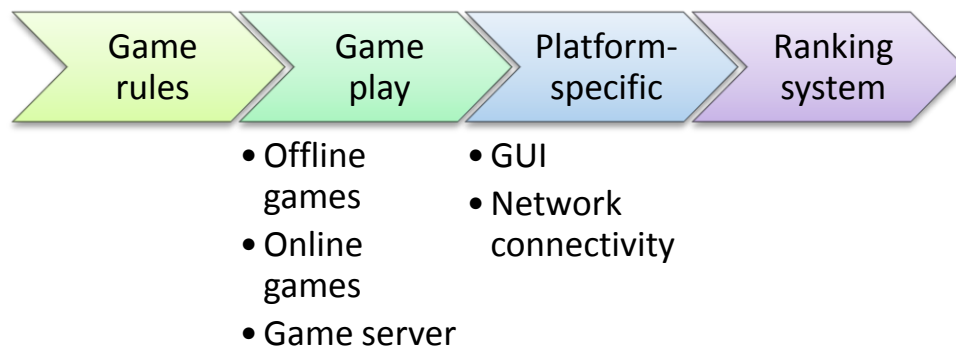 Game
rules
Game
play
Platform-
specific
Ranking
system
• Offline
games
• Online
games
• Game server
• GUI
• Network
connectivity